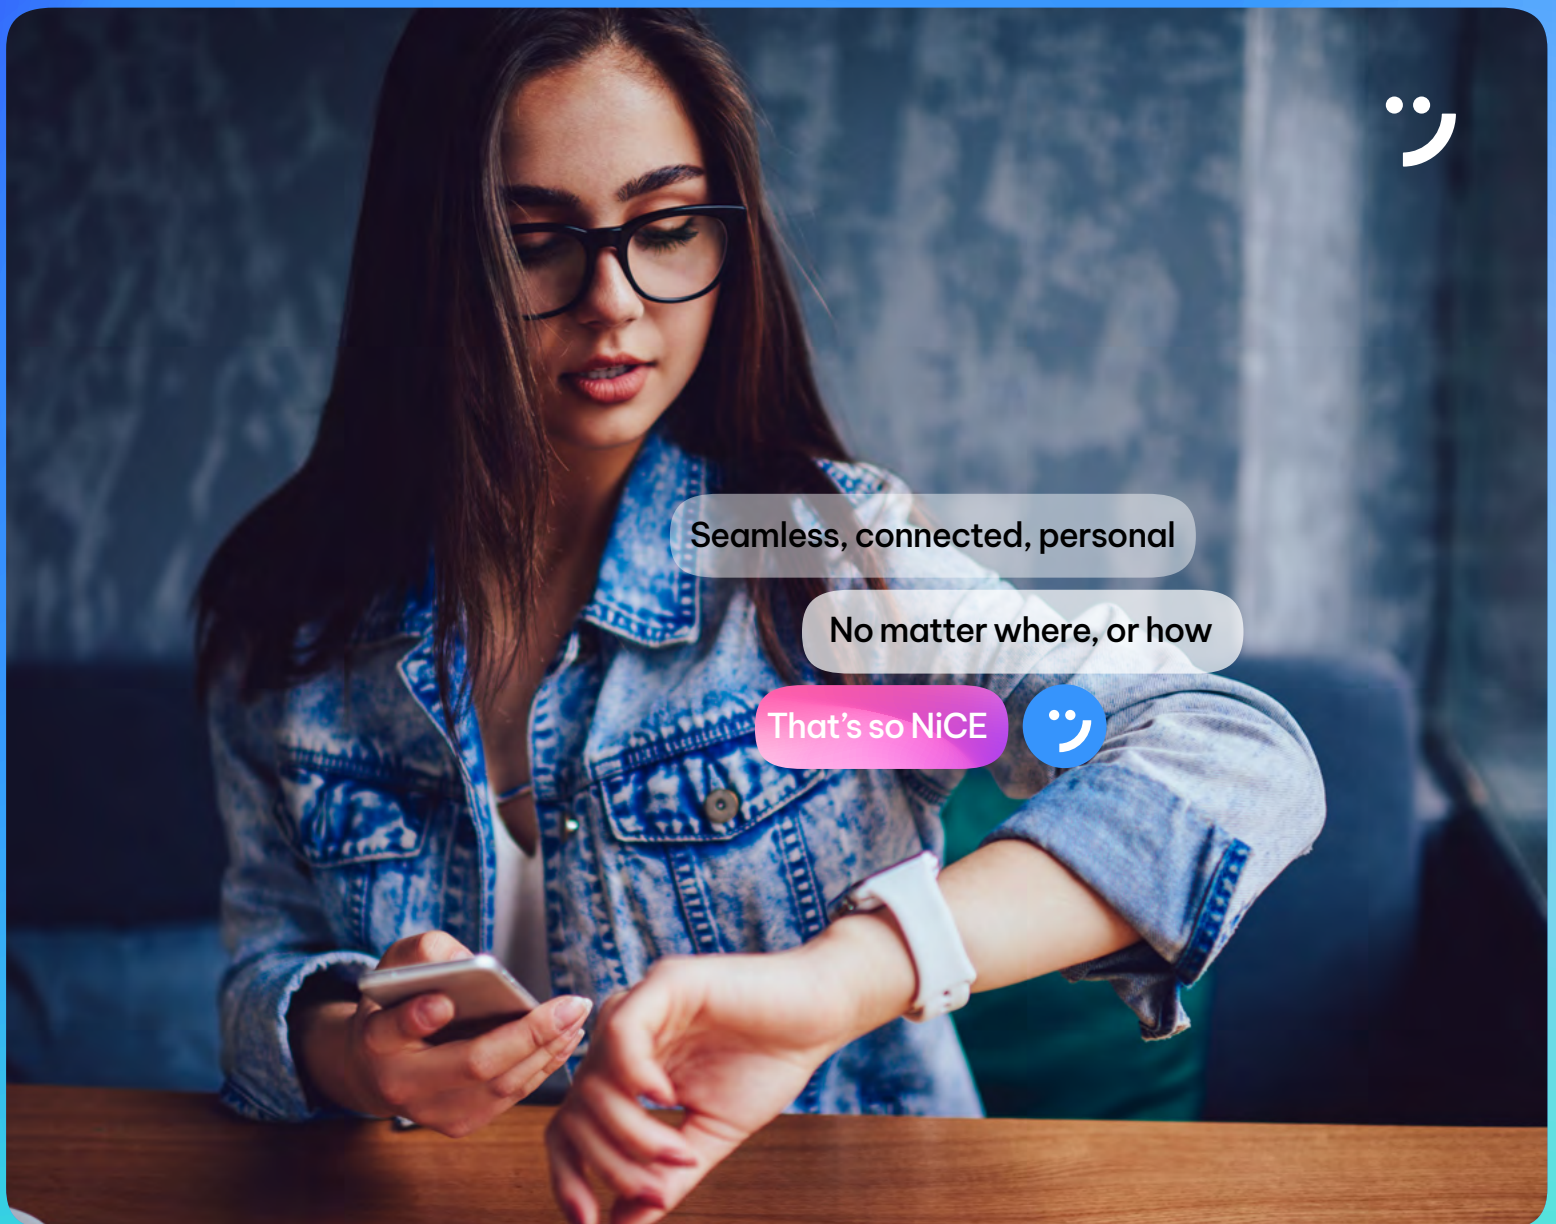 Seamless, connected, personal
No matter where, or how
That’s so NiCE